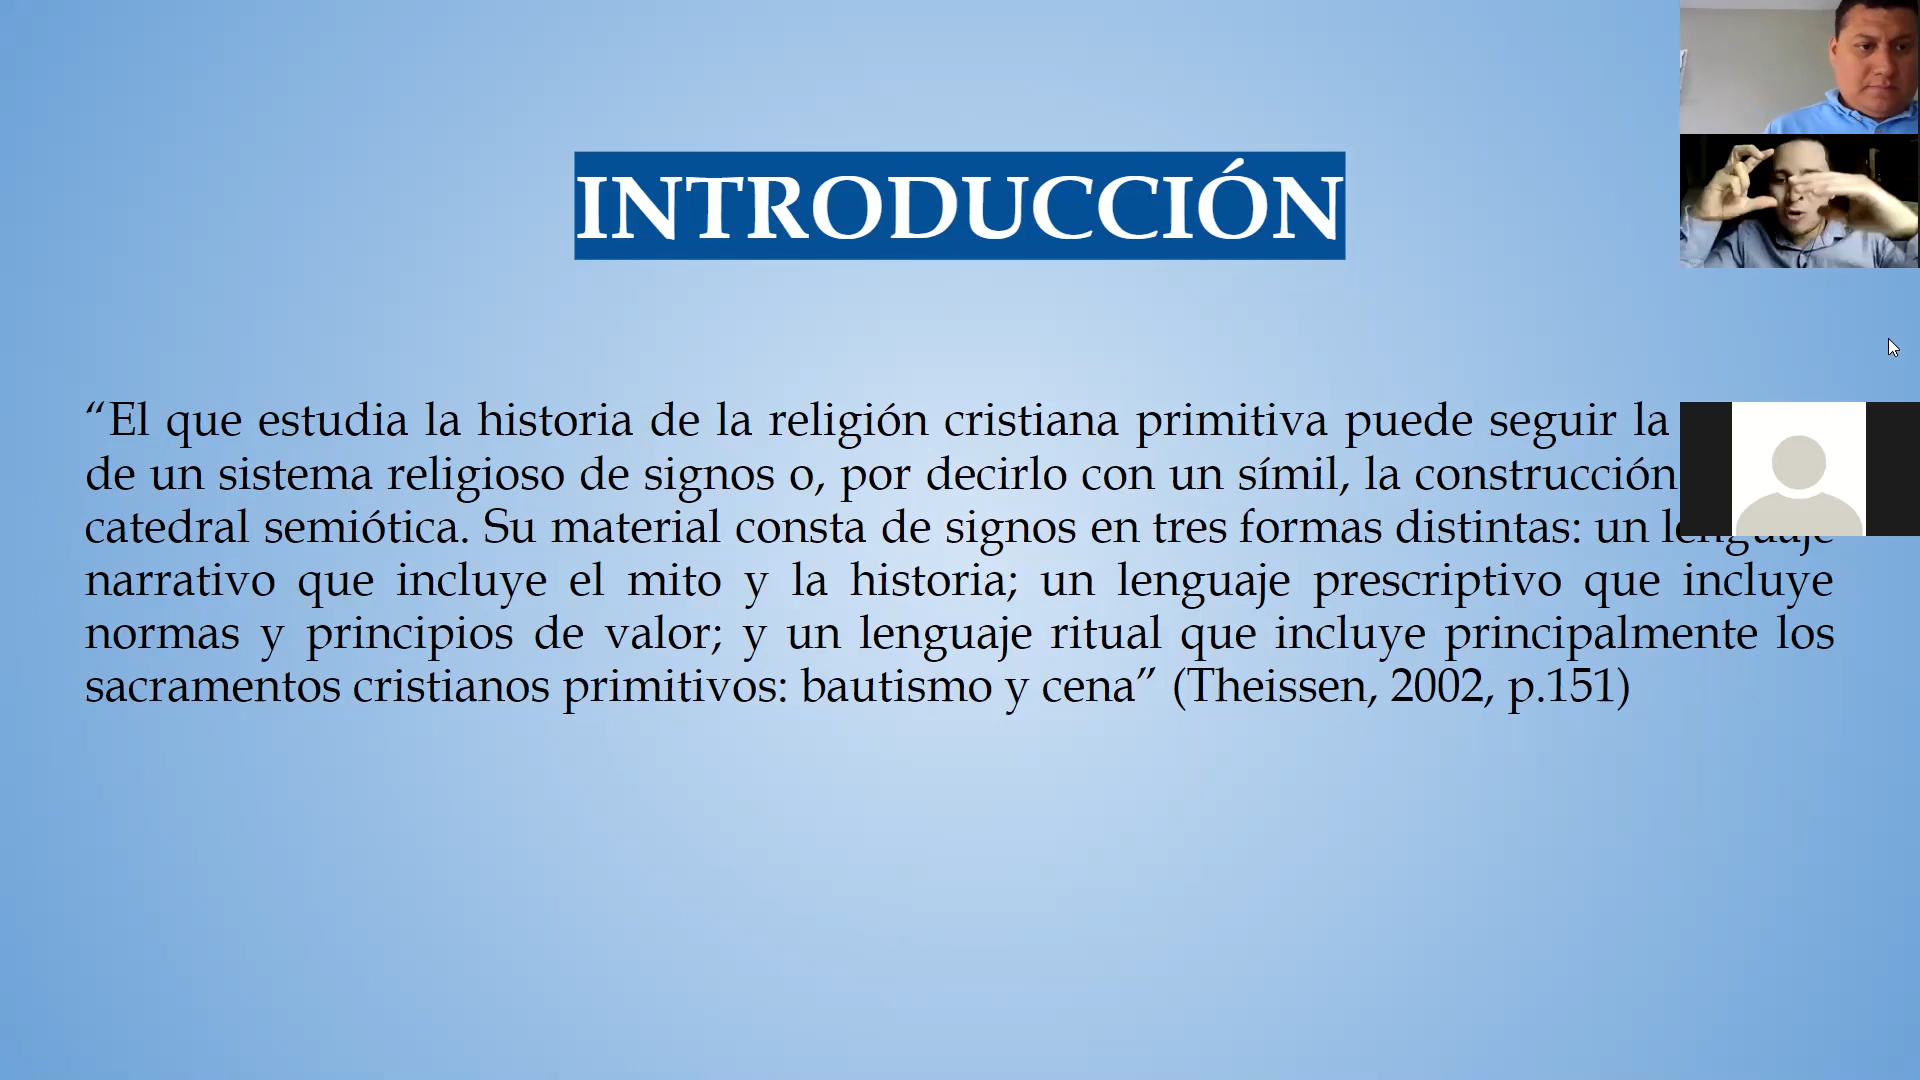 INTRODUCCIÓN
“El que estudia la historia de la religión cristiana primitiva puede seguir la
de un sistema religioso de signos o, por decirlo con un símil, la construcción
catedral semiótica. Su material consta de signos en tres formas distintas: un lenguaje
narrativo que incluye el mito y la historia; un lenguaje prescriptivo que incluye
normas y principios de valor; y un lenguaje ritual que incluye principalmente los
sacramentos cristianos primitivos: bautismo y cena” (Theissen, 2002, p.151)